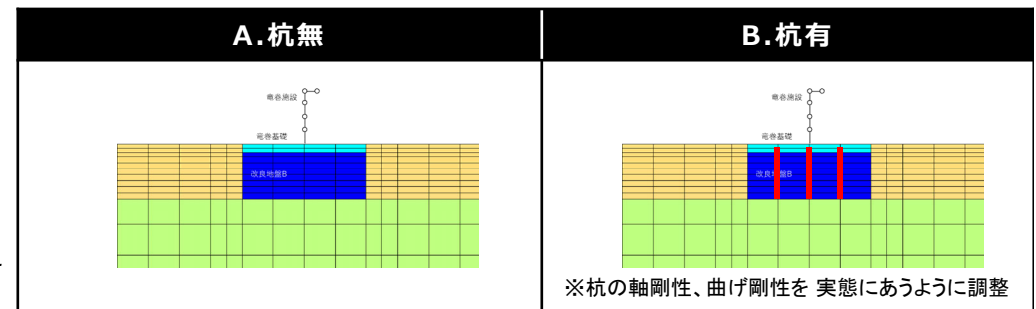 A.杭無
B.杭有
竜巻施設
竜巻基礎
改良地盤B
竜巻施設
竜巻基礎
改良地盤B
※杭の軸剛性、曲げ剛性を 実態にあうように調整